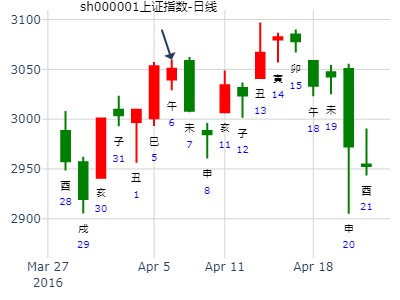 sh000001上证指数-日线
3100
3050
3000
2950
2900
酉
28
戌
29
亥
30
子
31
丑
1
巳
5
午
6
未
7
申
8
亥
11
子
12
丑
13
寅
14
卯
15
午
18
未
19
申
20
酉
21
Mar 27
2016
Apr 5
Apr 11
Apr 18